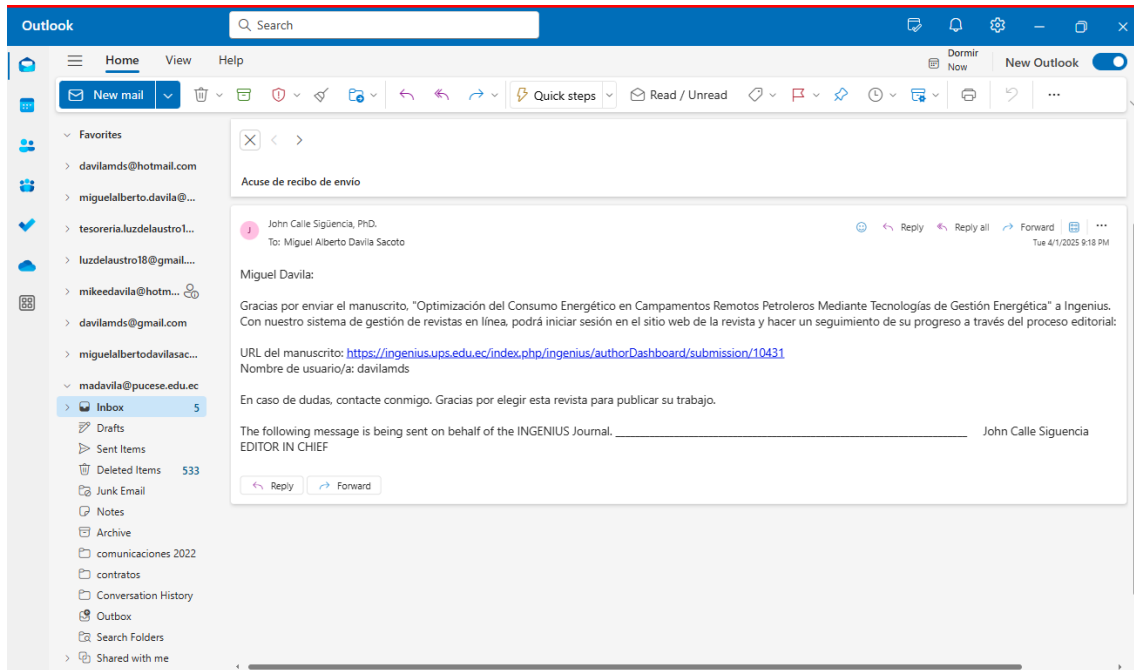 Outlook
Search
Home View Help
Dormir
Now
New Outlook
New mail
Quick steps
Read / Unread
Favorites
davilamds@hotmail.com
miguelalberto.davila@...
tesoreria.luzdelaustro1...
luzdelaustro18@gmail....
mikeedavila@hotm...
davilamds@gmail.com
miguelalbertodavilasac...
madavila@pucese.edu.ec
Inbox 5
Drafts
Sent Items
Deleted Items 533
Junk Email
Notes
Archive
comunicaciones 2022
contratos
Conversation History
Outbox
Search Folders
Shared with me
Acuse de recibo de envío
J
John Calle Sigüencia, PhD.
To: Miguel Alberto Davila Sacoto
Reply Reply all Forward
Tue 4/1/2025 9:18 PM
Miguel Davila:
Gracias por enviar el manuscrito, "Optimización del Consumo Energético en Campamentos Remotos Petroleros Mediante Tecnologías de Gestión Energética" a Ingenius.
Con nuestro sistema de gestión de revistas en línea, podrá iniciar sesión en el sitio web de la revista y hacer un seguimiento de su progreso a través del proceso editorial:
URL del manuscrito: https://ingenius.ups.edu.ec/index.php/ingenius/authorDashboard/submission/10431
Nombre de usuario/a: davilamds
En caso de dudas, contacte conmigo. Gracias por elegir esta revista para publicar su trabajo.
The following message is being sent on behalf of the INGENIUS Journal. ______ John Calle Siguencia
EDITOR IN CHIEF
Reply Forward